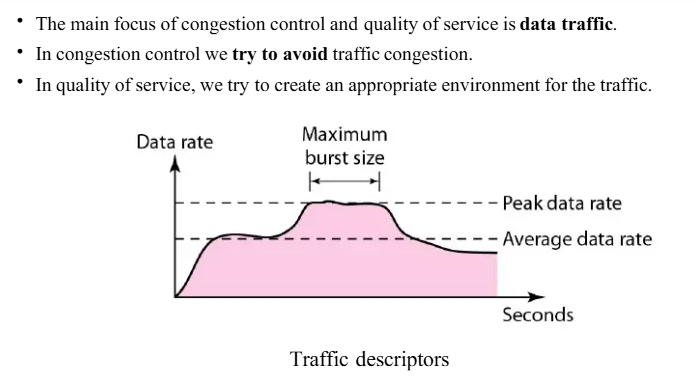 • The main focus of congestion control and quality of service is data traffic.
• In congestion control we try to avoid traffic congestion.
• In quality of service, we try to create an appropriate environment for the traffic.
Data rate
Maximum
burst size
Peak data rate
Average data rate
Seconds
Traffic descriptors